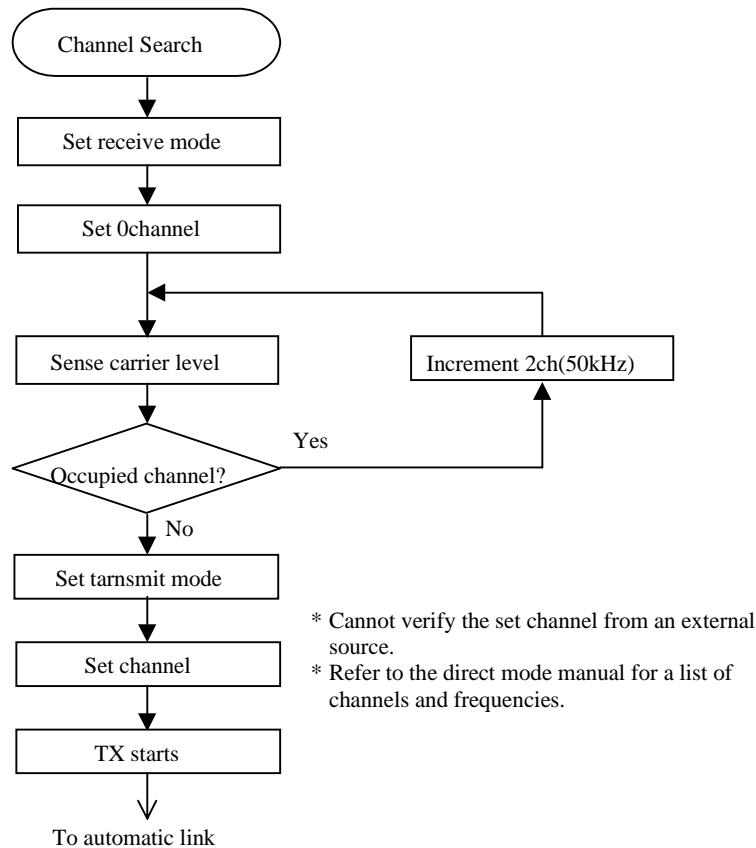 Channel Search
Set receive mode
Set 0channel
Sense carrier level
Increment 2ch(50kHz)
Yes
Occupied channel?
No
Set tarnsmit mode
* Cannot verify the set channel from an external
source.
Set channel
* Refer to the direct mode manual for a list of
channels and frequencies.
TX starts
To automatic link